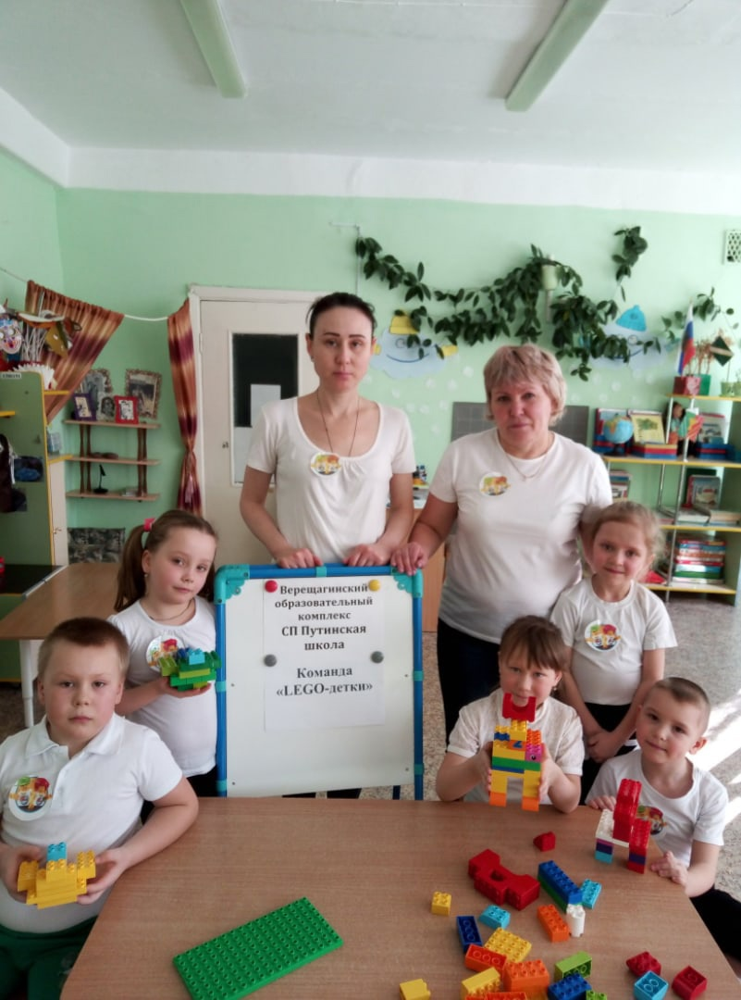 Верещагинский
образовательный
комплекс
СП Путинская
школа
Команда
«LEGO-детки»